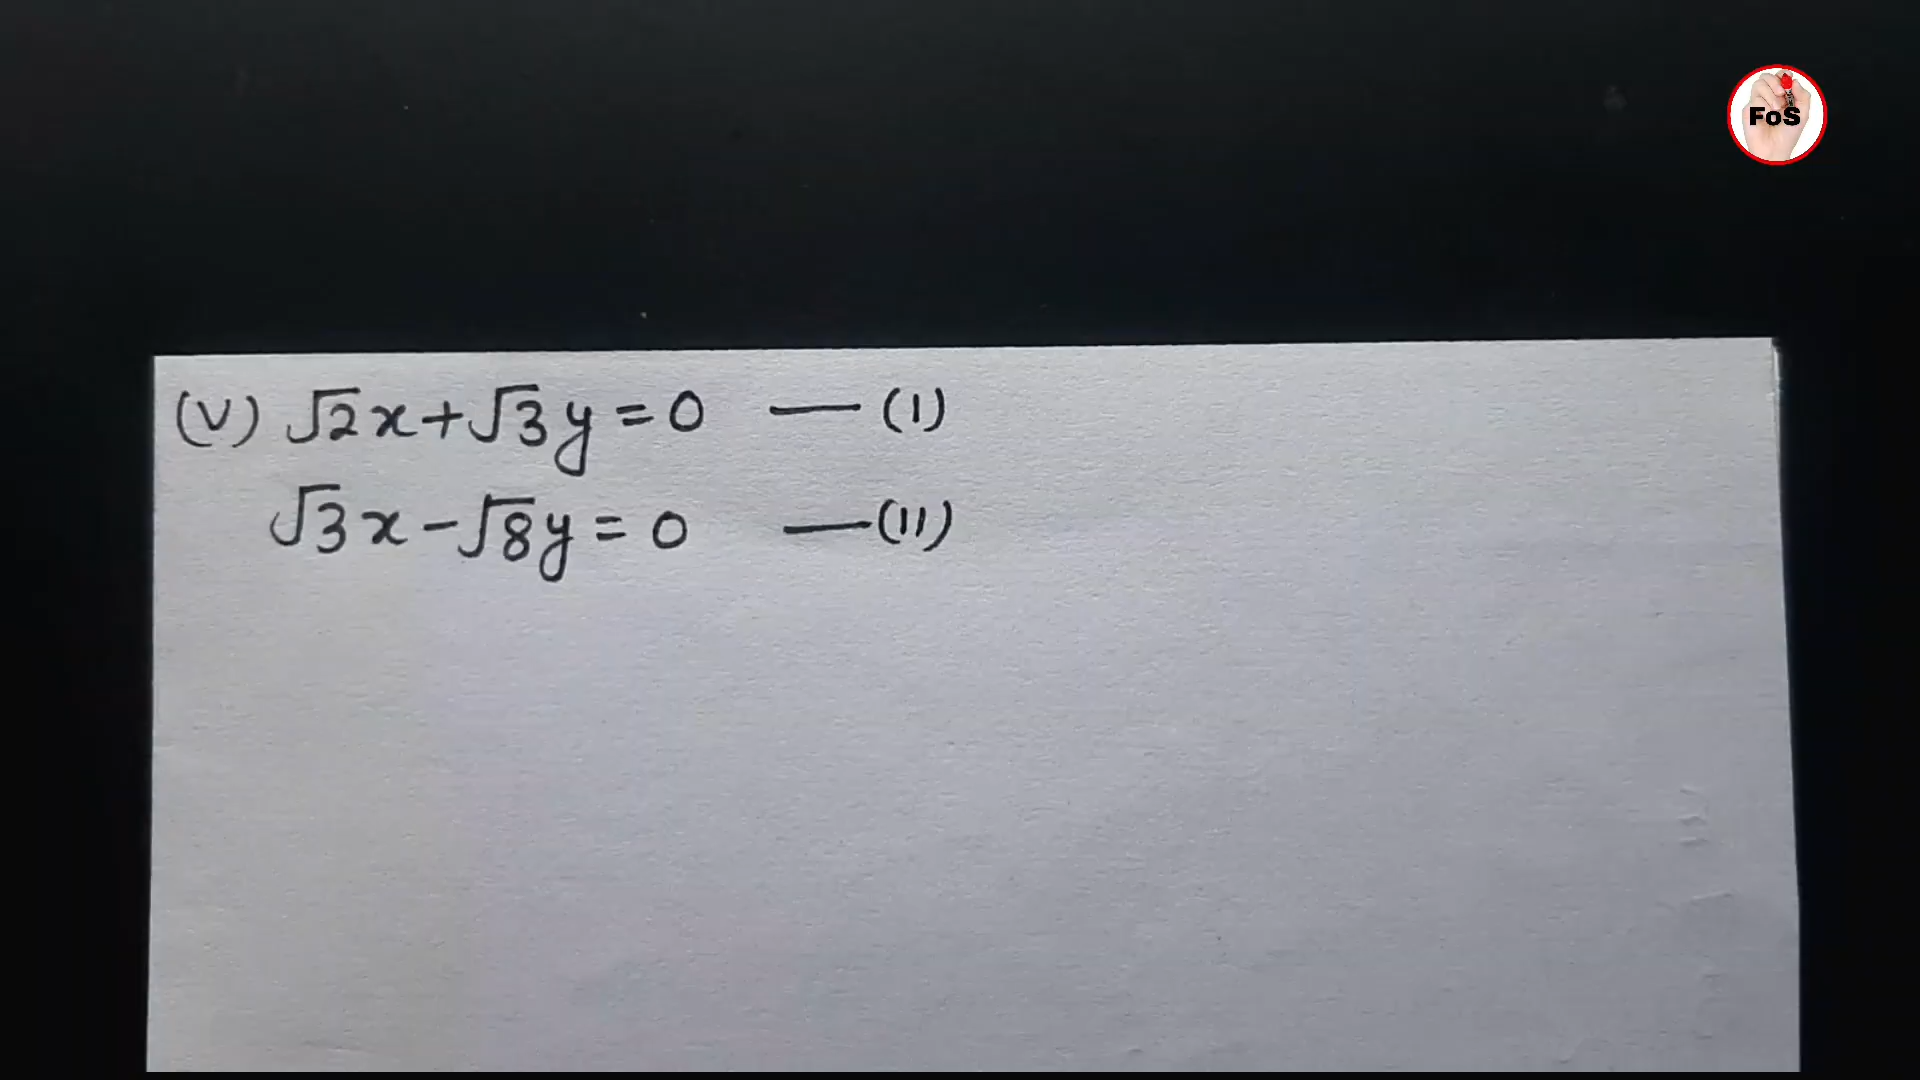 FoS
(V) √2x+√3y=0 — (I)
√3x-√8y=0 — (II)